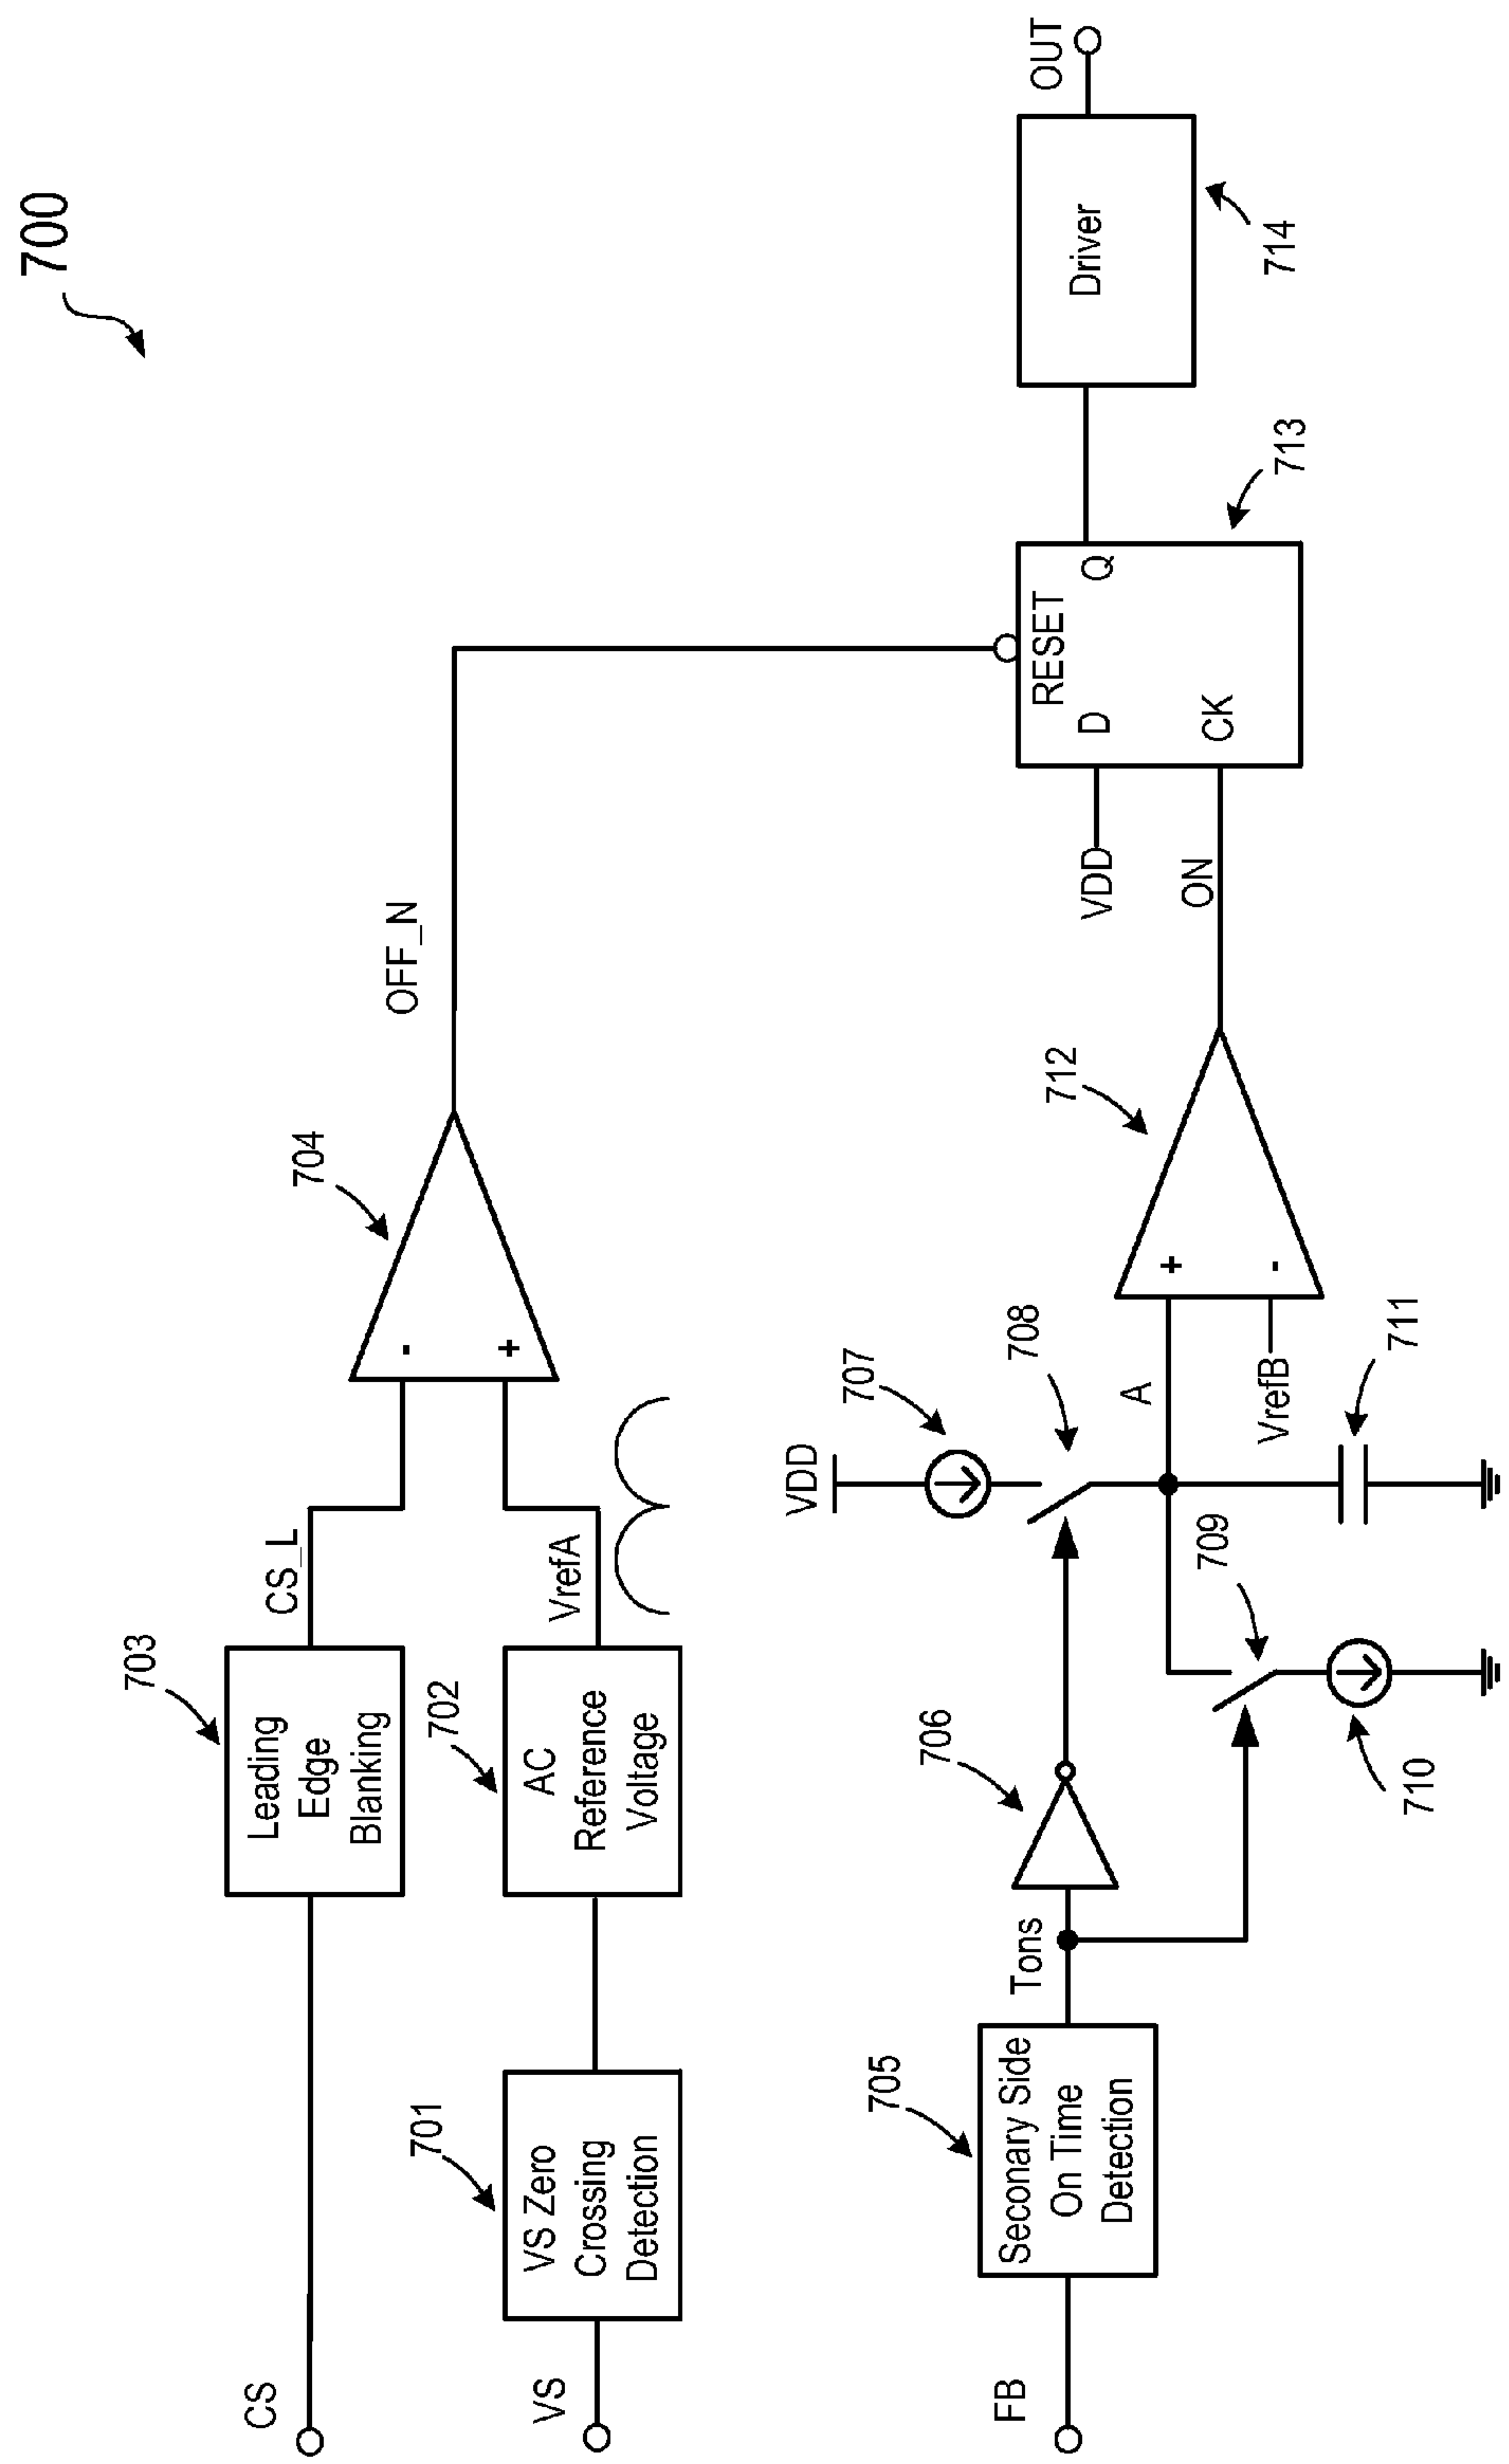 700
CS
703
Leading
Edge
Blanking
CS_L
704
-
+
OFF_N
VS
701
VS Zero
Crossing
Detection
702
AC
Reference
Voltage
VrefA
FB
705
Seconary Side
On Time
Detection
Tons
706
VDD
707
708
709
710
A
711
VrefB
712
+
-
ON
VDD
RESET
D
Q
CK
713
Driver
714
OUT